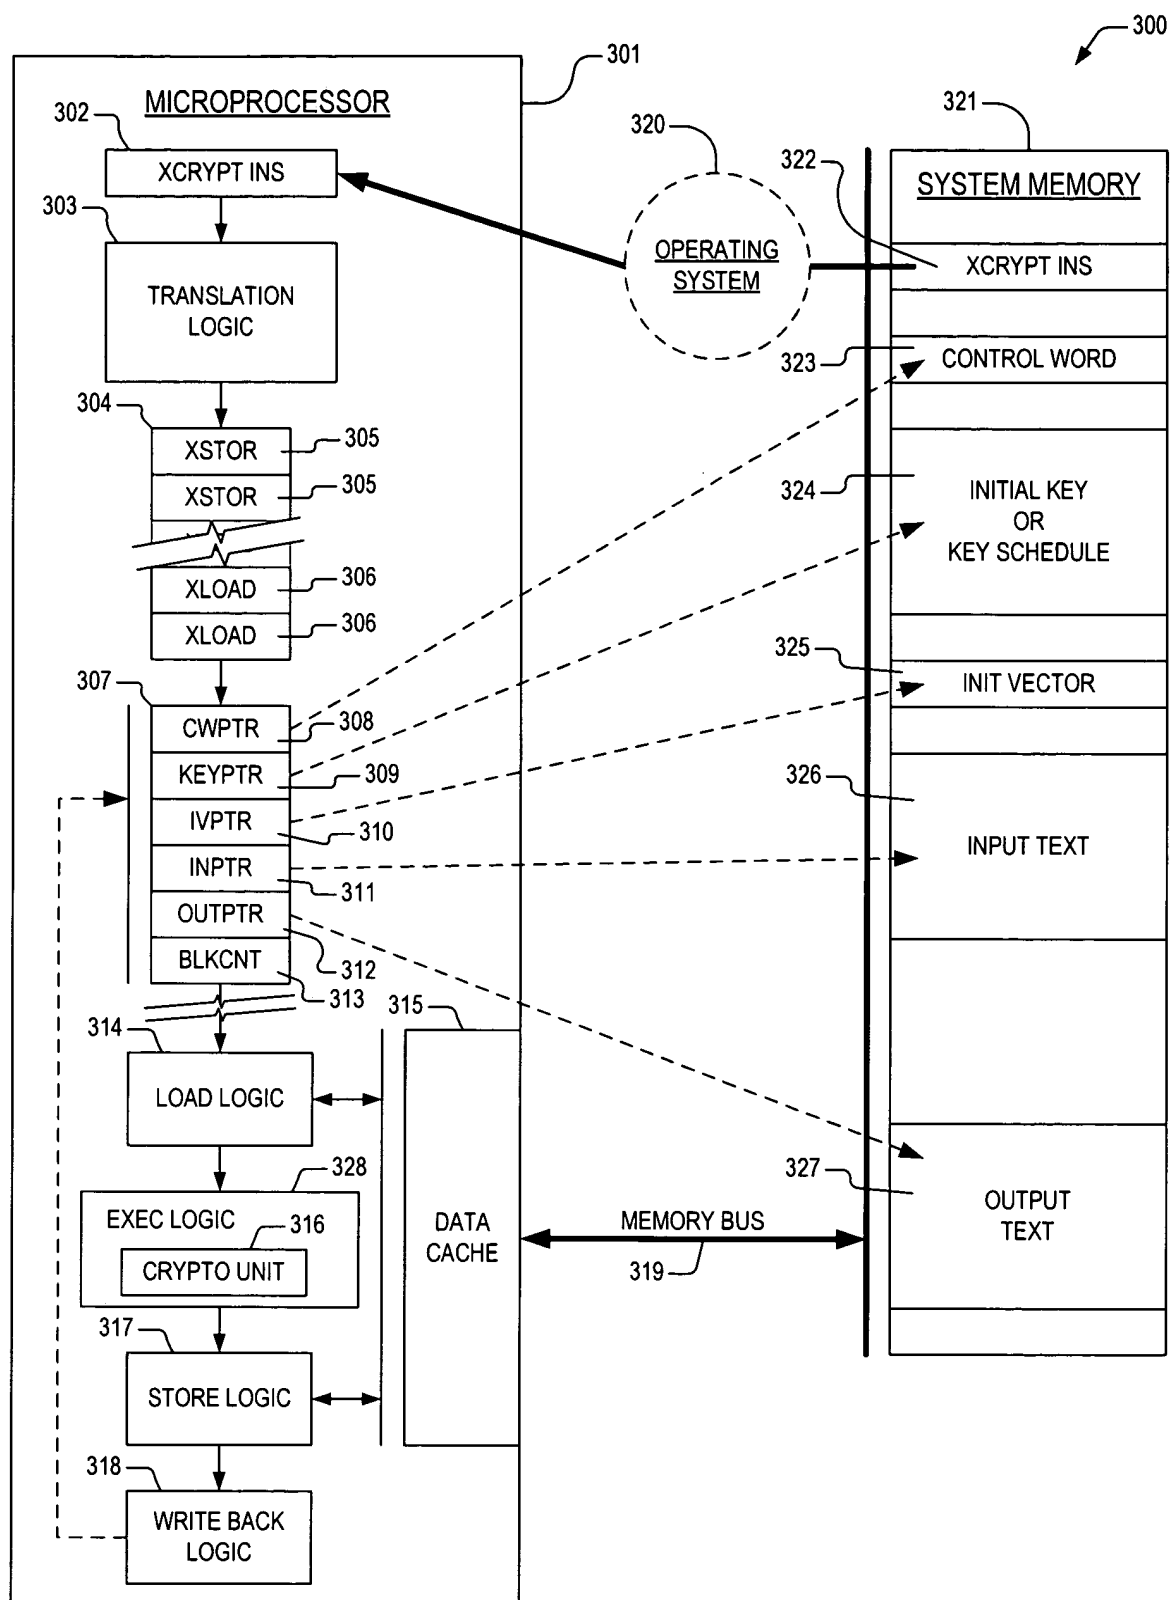 300
301
MICROPROCESSOR
302
XCRYPT INS
303
TRANSLATION
LOGIC
304
XSTOR
305
XSTOR
305
XLOAD
306
XLOAD
306
307
CWPTR
308
KEYPTR
309
IVPTR
310
INPTR
311
OUTPTR
312
BLKCNT
313
314
LOAD LOGIC
315
DATA
CACHE
328
EXEC LOGIC
316
CRYPTO UNIT
317
STORE LOGIC
318
WRITE BACK
LOGIC
320
OPERATING
SYSTEM
MEMORY BUS
319
321
SYSTEM MEMORY
322
XCRYPT INS
323
CONTROL WORD
324
INITIAL KEY
OR
KEY SCHEDULE
325
INIT VECTOR
326
INPUT TEXT
327
OUTPUT
TEXT